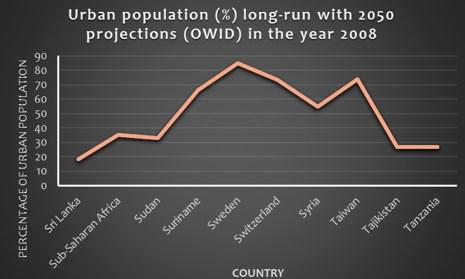 Urban population (%) long-run with 2050
projections (OWID) in the year 2008
PERCENTAGE OF URBAN POPULATION
90
80
70
60
50
40
30
20
10
0
Sri Lanka
Sub-Saharan Africa
Sudan
Suriname
Sweden
Switzerland
Syria
Taiwan
Tajikistan
Tanzania
COUNTRY